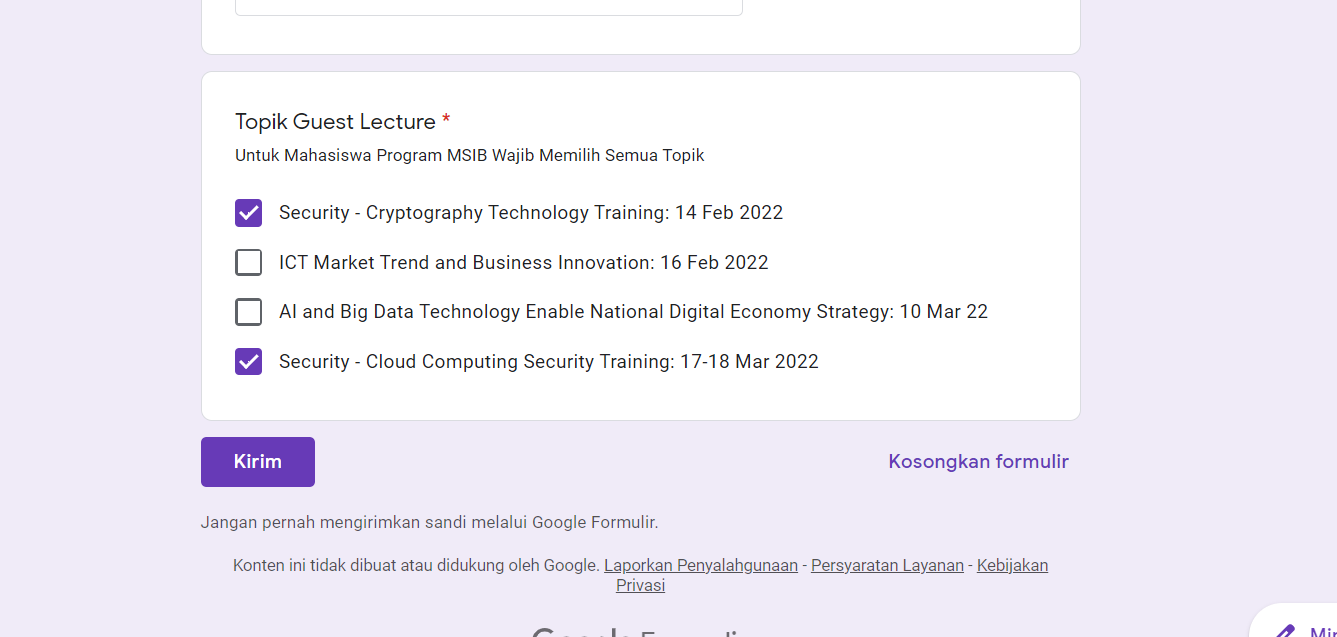 Topik Guest Lecture *
Untuk Mahasiswa Program MSIB Wajib Memilih Semua Topik
Security - Cryptography Technology Training: 14 Feb 2022
ICT Market Trend and Business Innovation: 16 Feb 2022
AI and Big Data Technology Enable National Digital Economy Strategy: 10 Mar 22
Security - Cloud Computing Security Training: 17-18 Mar 2022
Kirim
Kosongkan formulir
Jangan pernah mengirimkan sandi melalui Google Formulir.
Konten ini tidak dibuat atau didukung oleh Google. Laporkan Penyalahgunaan - Persyaratan Layanan - Kebijakan
Privasi